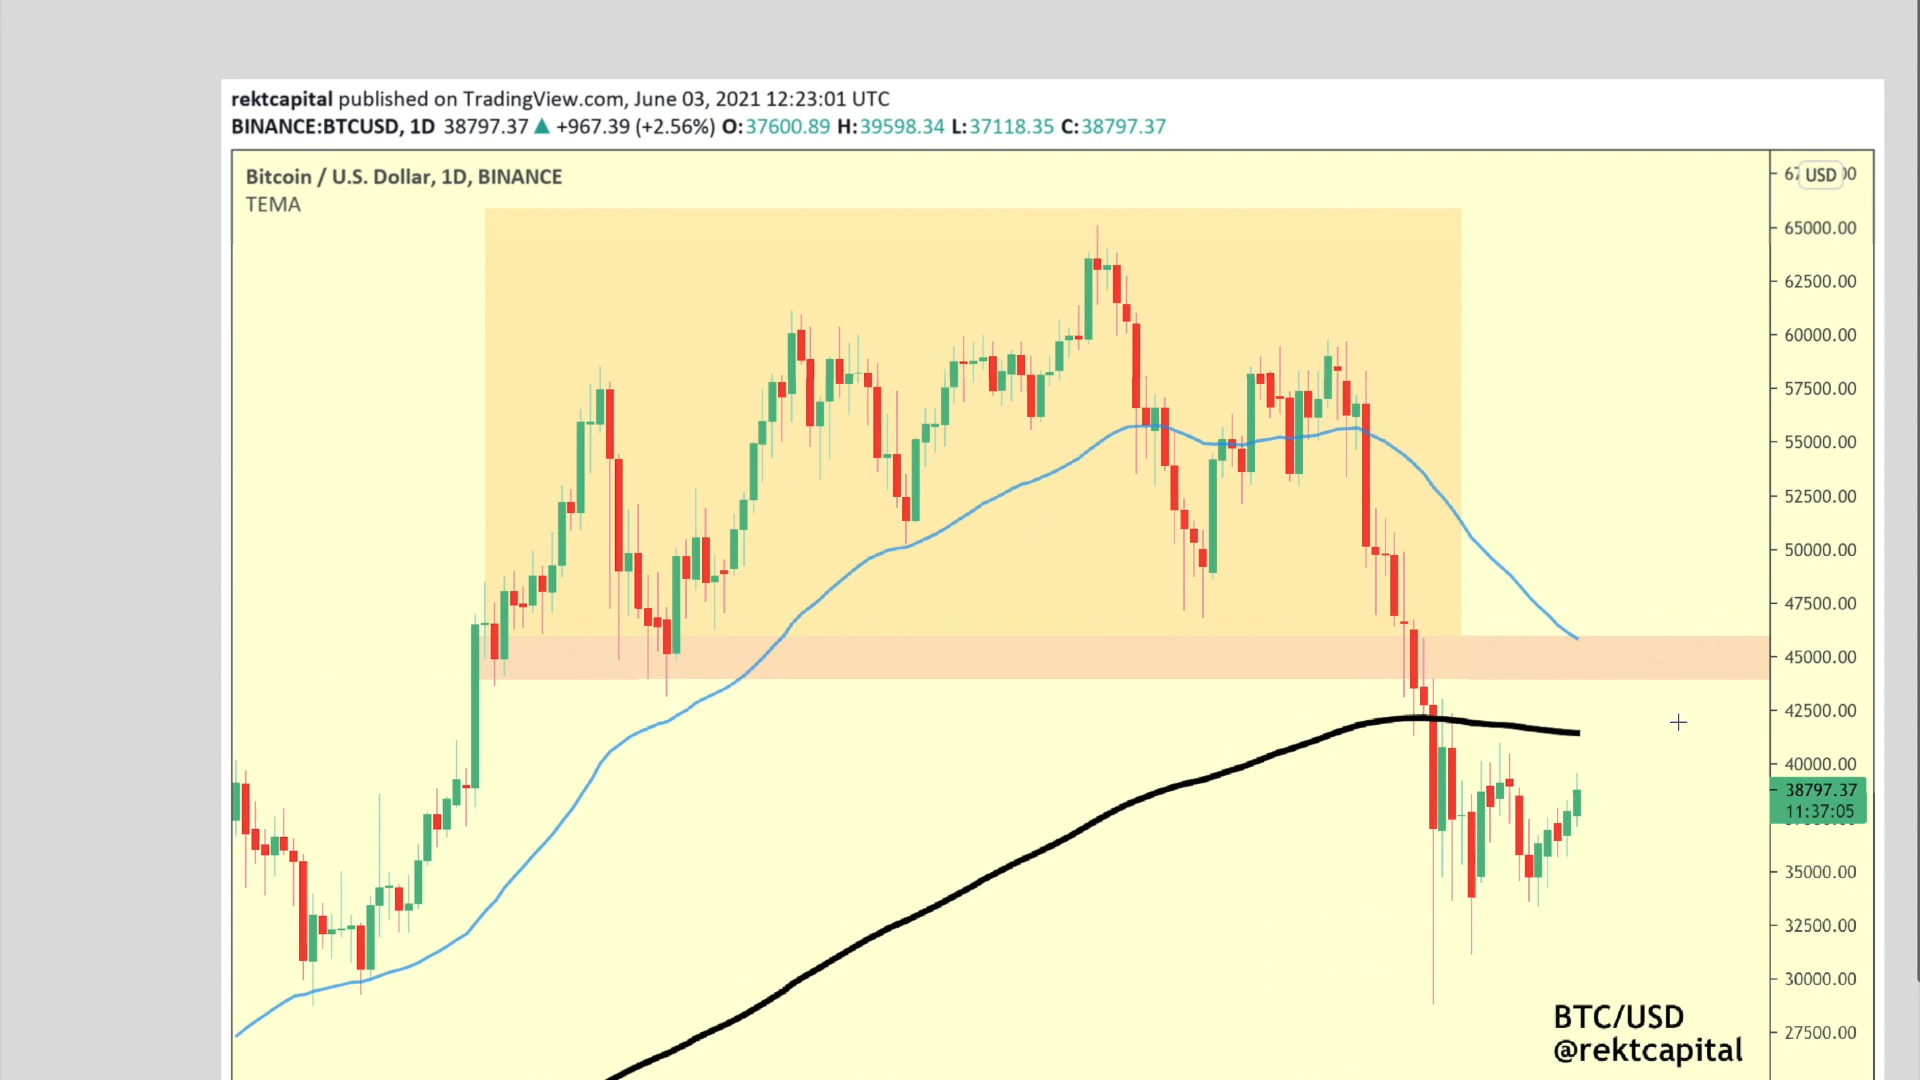 rektcapital published on TradingView.com, June 03, 2021 12:23:01 UTC
BINANCE:BTCUSD, 1D 38797.37 ▲ +967.39 (+2.56%) O:37600.89 H:39598.34 L:37118.35 C:38797.37
Bitcoin / U.S. Dollar, 1D, BINANCE
TEMA
USD
65000.00
62500.00
60000.00
57500.00
55000.00
52500.00
50000.00
47500.00
45000.00
42500.00
40000.00
38797.37
11:37:05
35000.00
32500.00
30000.00
27500.00
BTC/USD
@rektcapital